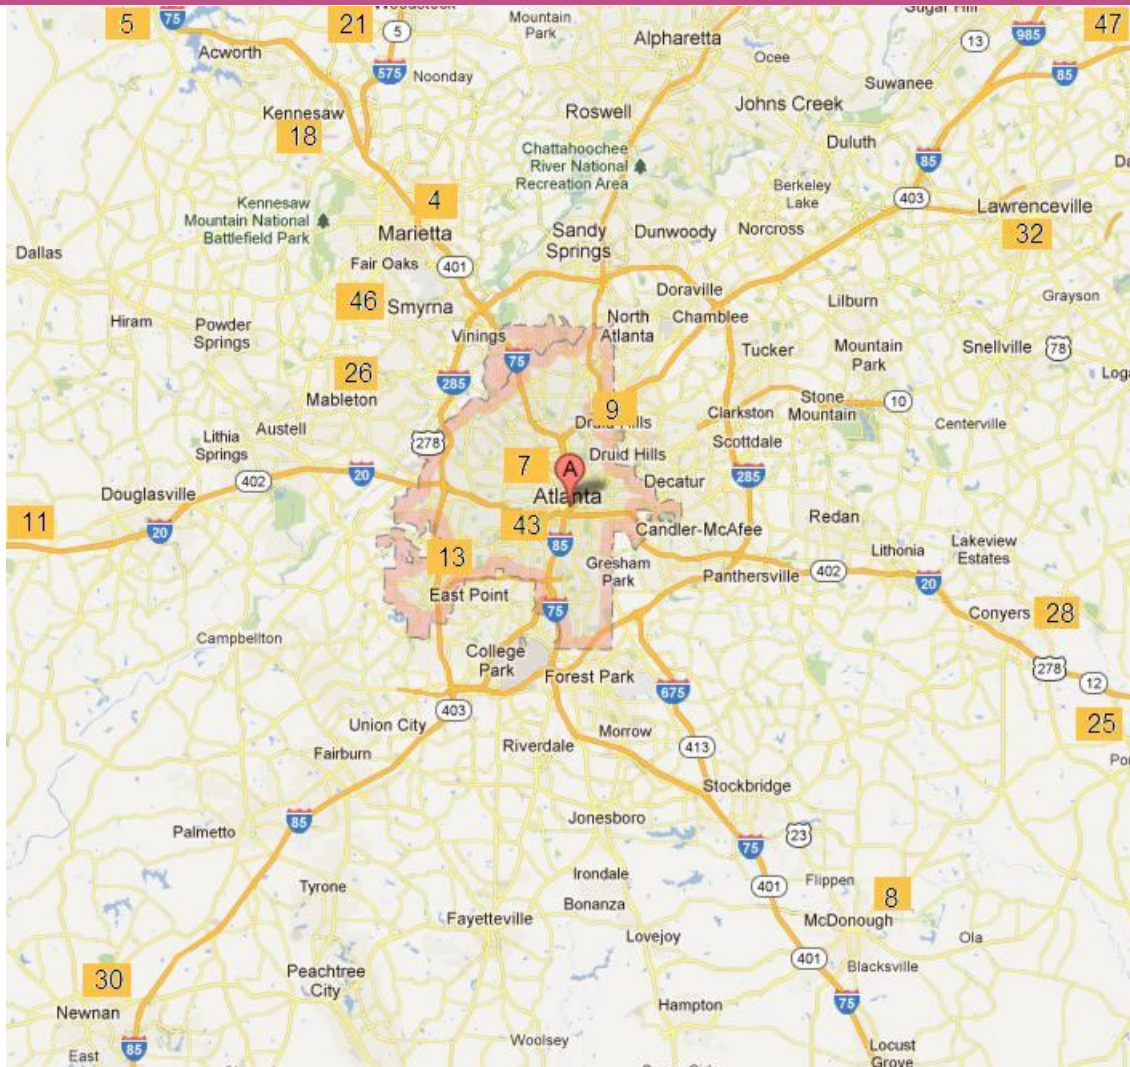 5
75
21
5
Mountain
Park
Alpharetta
985
47
13
Acworth
575
Noonday
Ocee
85
Suwanee
Kennesaw
18
Roswell
Johns Creek
Duluth
Chattahoochee
River National
Recreation Area
85
Berkeley
Lake
403
Lawrenceville
32
Kennesaw
Mountain National
Battlefield Park
4
Marietta
Sandy
Springs
Dunwoody
Norcross
Dallas
Fair Oaks
401
Doraville
46
Smyrna
Lilburn
Grayson
Hiram
Powder
Springs
Vinings
North
Atlanta
Chamblee
75
Tucker
Mountain
Park
Snellville
78
26
Mableton
285
9
Druid Hills
Clarkston
Stone
Mountain
10
Centerville
Lithia
Springs
Austell
278
Scottdale
Druid Hills
7
A
Atlanta
Decatur
285
Douglasville
402
20
11
20
43
85
Candler-McAfee
Redan
Lithonia
Lakeview
Estates
13
East Point
Gresham
Park
Panthersville
402
20
75
Conyers
28
Campbellton
College
Park
Forest Park
278
12
675
25
403
Union City
Fairburn
Riverdale
Morrow
413
Stockbridge
85
Palmetto
Jonesboro
23
75
Irondale
Bonanza
401
Flippen
8
McDonough
Tyrone
Fayetteville
Lovejoy
Ola
401
Blacksville
30
Newnan
Peachtree
City
Hampton
75
85
East
Woolsey
Locust
Grove